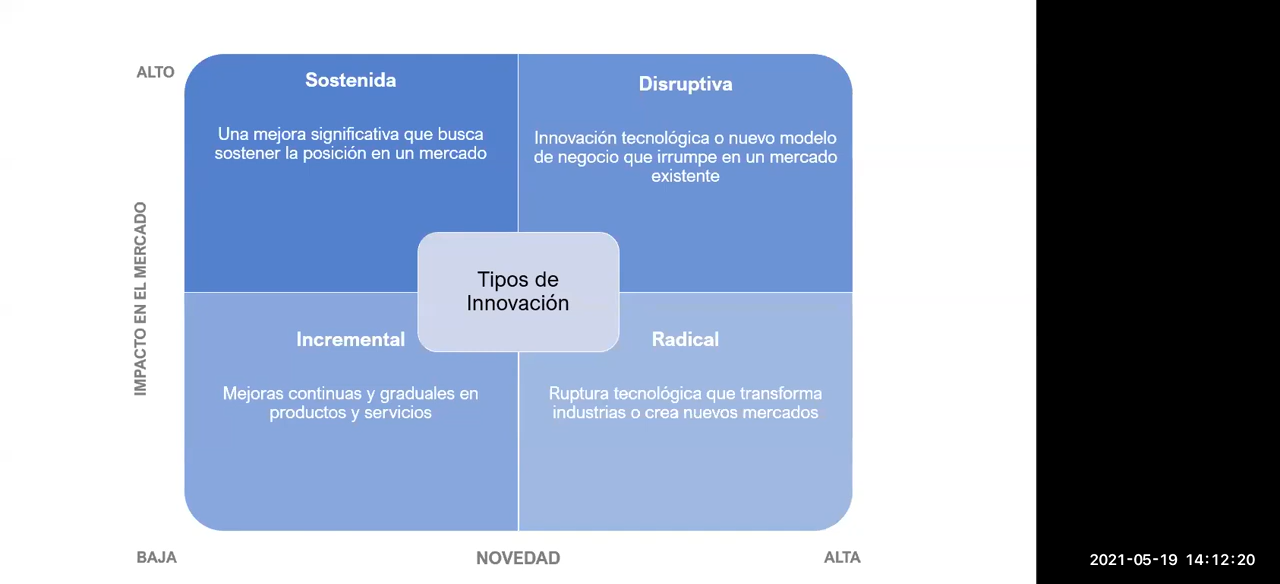 ALTO
Sostenida
Una mejora significativa que busca
sostener la posición en un mercado
Disruptiva
Innovación tecnológica o nuevo modelo
de negocio que irrumpe en un mercado
existente
IMPACTO EN EL MERCADO
Tipos de
Innovación
Incremental
Mejoras continuas y graduales en
productos y servicios
Radical
Ruptura tecnológica que transforma
industrias o crea nuevos mercados
BAJA
NOVEDAD
ALTA
2021-05-19 14:12:20